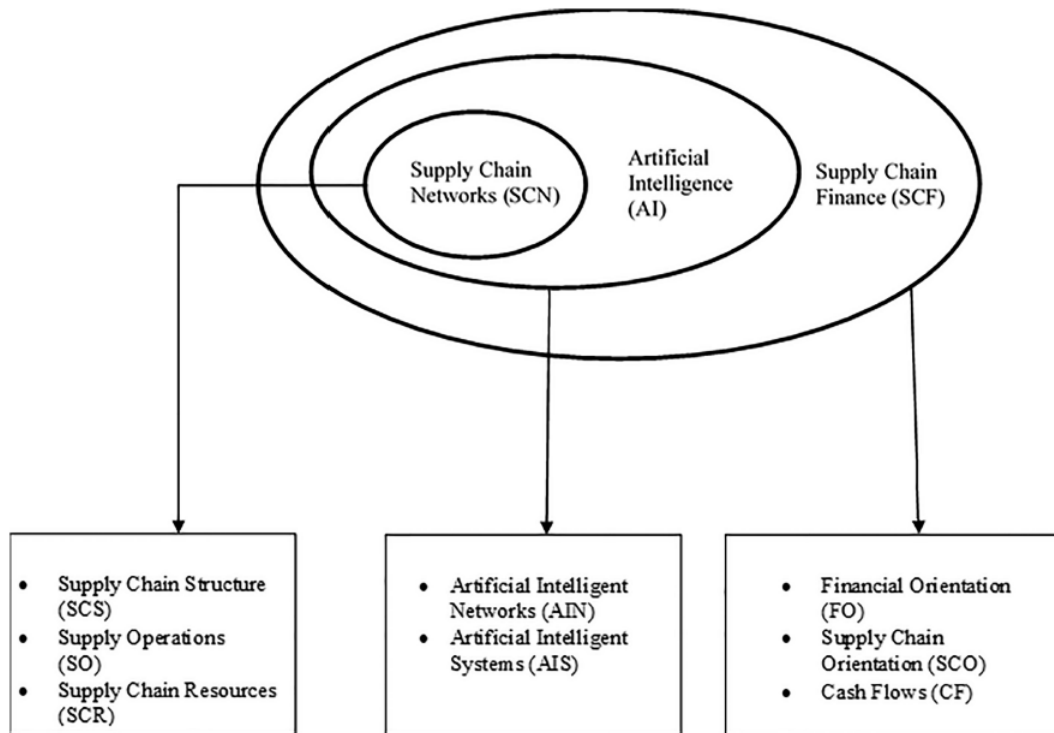 Supply Chain
Networks (SCN)
Artificial
Intelligence
(AI)
Supply Chain
Finance (SCF)
• Supply Chain Structure
(SCS)
• Supply Operations
(SO)
• Supply Chain Resources
(SCR)
• Artificial Intelligent
Networks (AIN)
• Artificial Intelligent
Systems (AIS)
• Financial Orientation
(FO)
• Supply Chain
Orientation (SCO)
• Cash Flows (CF)